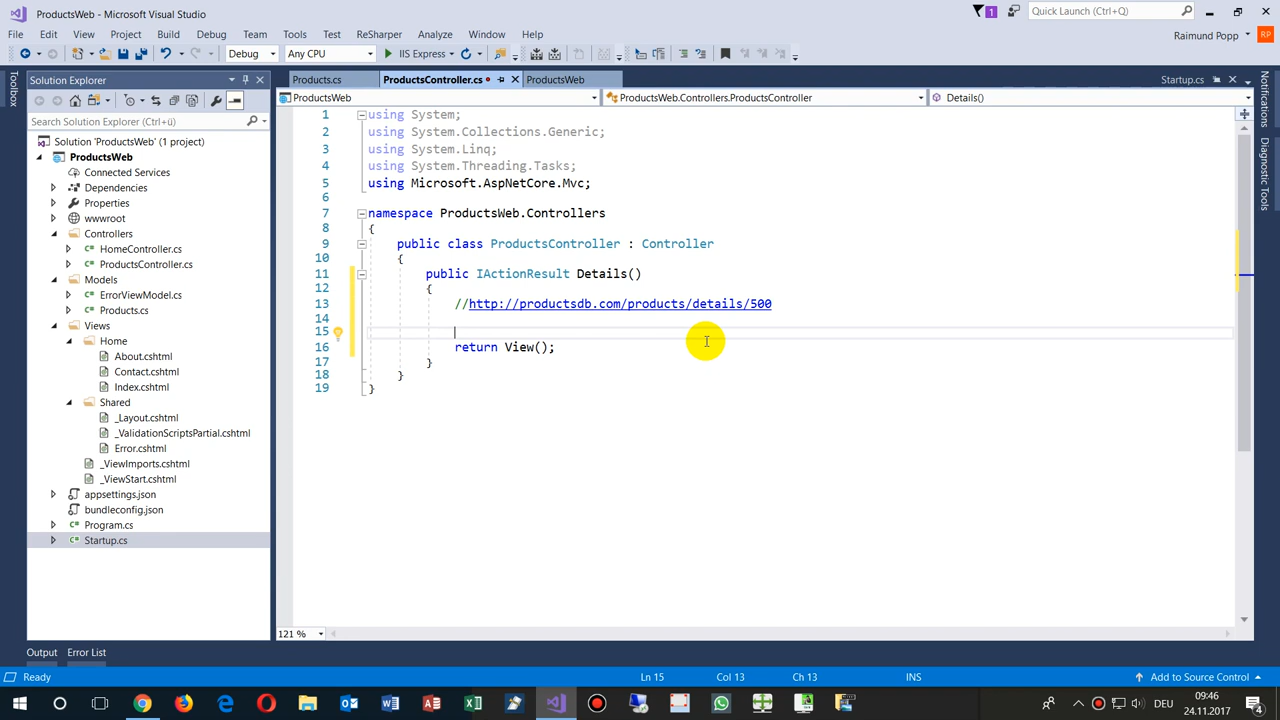 ProductsWeb - Microsoft Visual Studio
1
Quick Launch (Ctrl+Q)
File Edit View Project Build Debug Team Tools Test ReSharper Analyze Window Help
Raimund Popp RP
Debug Any CPU IIS Express
Toolbox
Solution Explorer
Search Solution Explorer (Ctrl+ü)
Solution 'ProductsWeb' (1 project)
ProductsWeb
Connected Services
Dependencies
Properties
wwwroot
Controllers
HomeController.cs
ProductsController.cs
Models
ErrorViewModel.cs
Products.cs
Views
Home
About.cshtml
Contact.cshtml
Index.cshtml
Shared
_Layout.cshtml
_ValidationScriptsPartial.cshtml
Error.cshtml
_ViewImports.cshtml
_ViewStart.cshtml
appsettings.json
bundleconfig.json
Program.cs
Startup.cs
Products.cs ProductsController.cs ProductsWeb Startup.cs
ProductsWeb ProductsWeb.Controllers.ProductsController Details()
1 using System;
2 using System.Collections.Generic;
3 using System.Linq;
4 using System.Threading.Tasks;
5 using Microsoft.AspNetCore.Mvc;
6
7 namespace ProductsWeb.Controllers
8 {
9 public class ProductsController : Controller
10 {
11 public IActionResult Details()
12 {
13 //http://productsdb.com/products/details/500
14
15
16 return View();
17 }
18 }
19 }
121 %
Notifications
Diagnostic Tools
Output Error List
Ready Ln 15 Col 13 Ch 13 INS Add to Source Control
DEU
09:46
24.11.2017
4